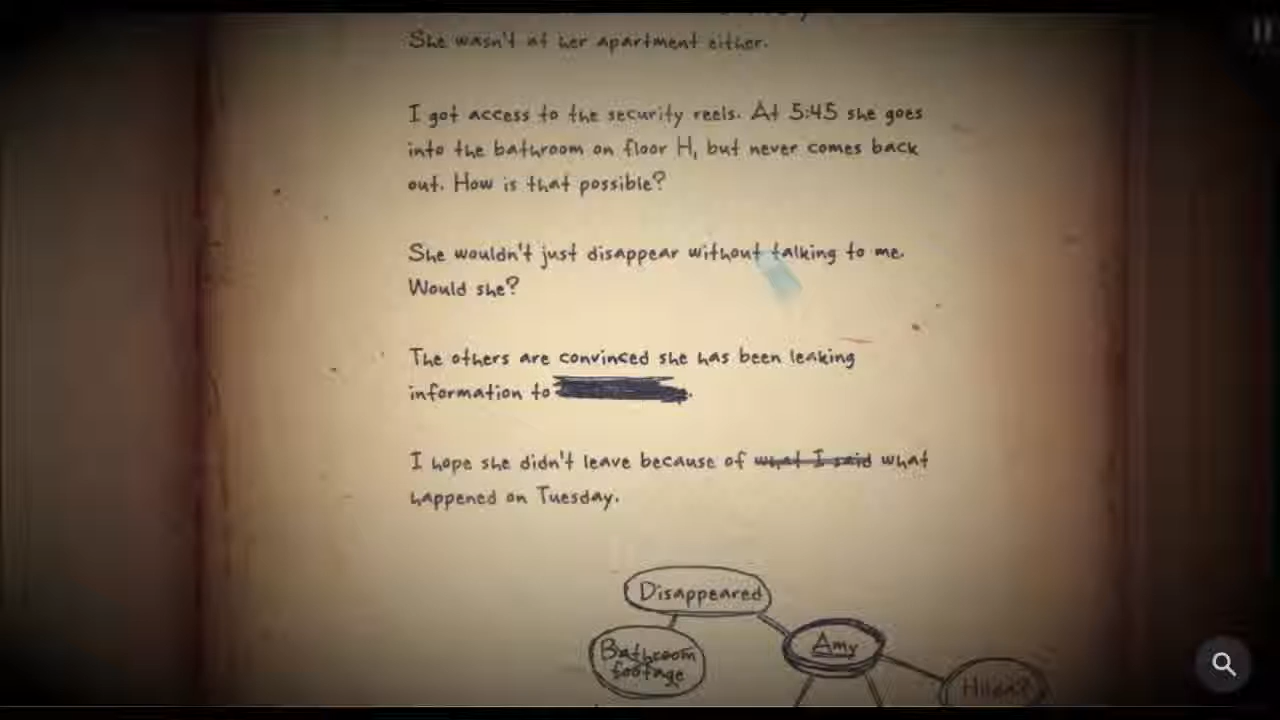 She wasn't at her apartment either.
I got access to the security reels. At 5:45 she goes
into the bathroom on floor H, but never comes back
out. How is that possible?
She wouldn't just disappear without talking to me.
Would she?
The others are convinced she has been leaking
information to
I hope she didn't leave because of what I said what
happened on Tuesday.
Disappeared
Amy
Bathroom
footage
Hilda?